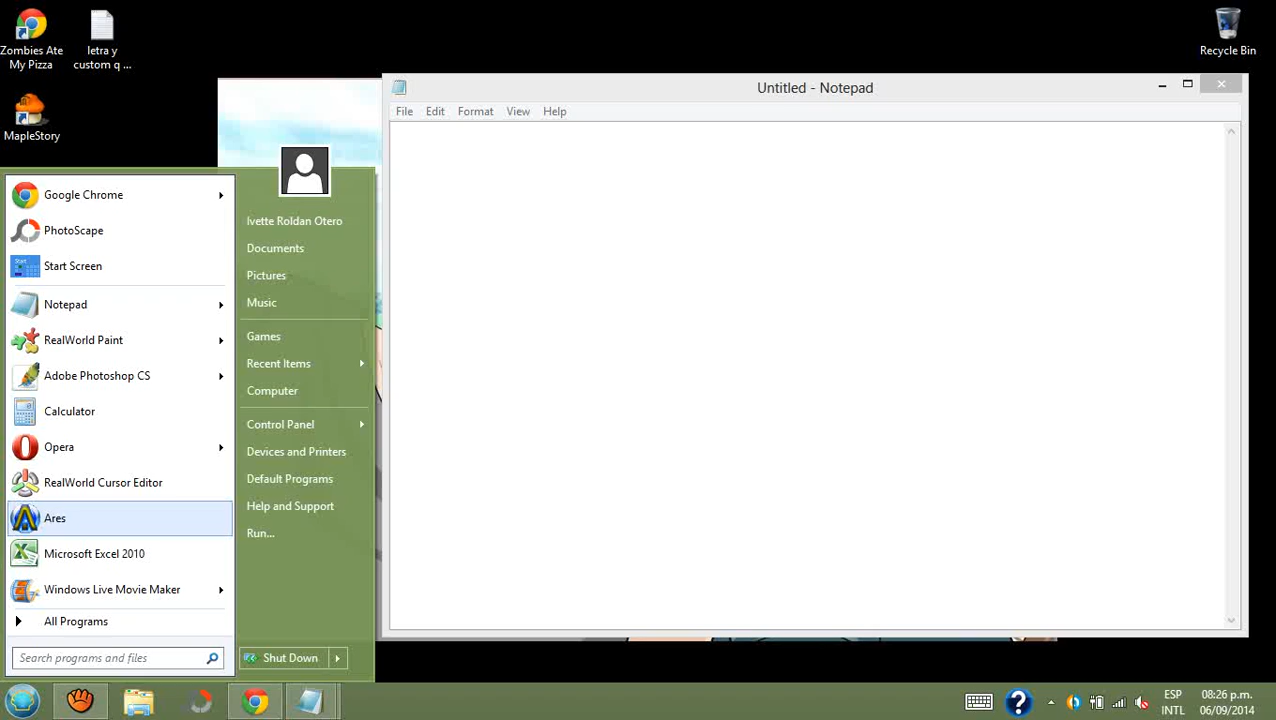 Zombies Ate
My Pizza
letra y
custom q ...
MapleStory
Recycle Bin
Untitled - Notepad
File Edit Format View Help
Google Chrome
PhotoScape
Start Screen
Notepad
RealWorld Paint
Adobe Photoshop CS
Calculator
Opera
RealWorld Cursor Editor
Ares
Microsoft Excel 2010
Windows Live Movie Maker
All Programs
Search programs and files
Ivette Roldan Otero
Documents
Pictures
Music
Games
Recent Items
Computer
Control Panel
Devices and Printers
Default Programs
Help and Support
Run...
Shut Down
ESP
INTL
08:26 p.m.
06/09/2014